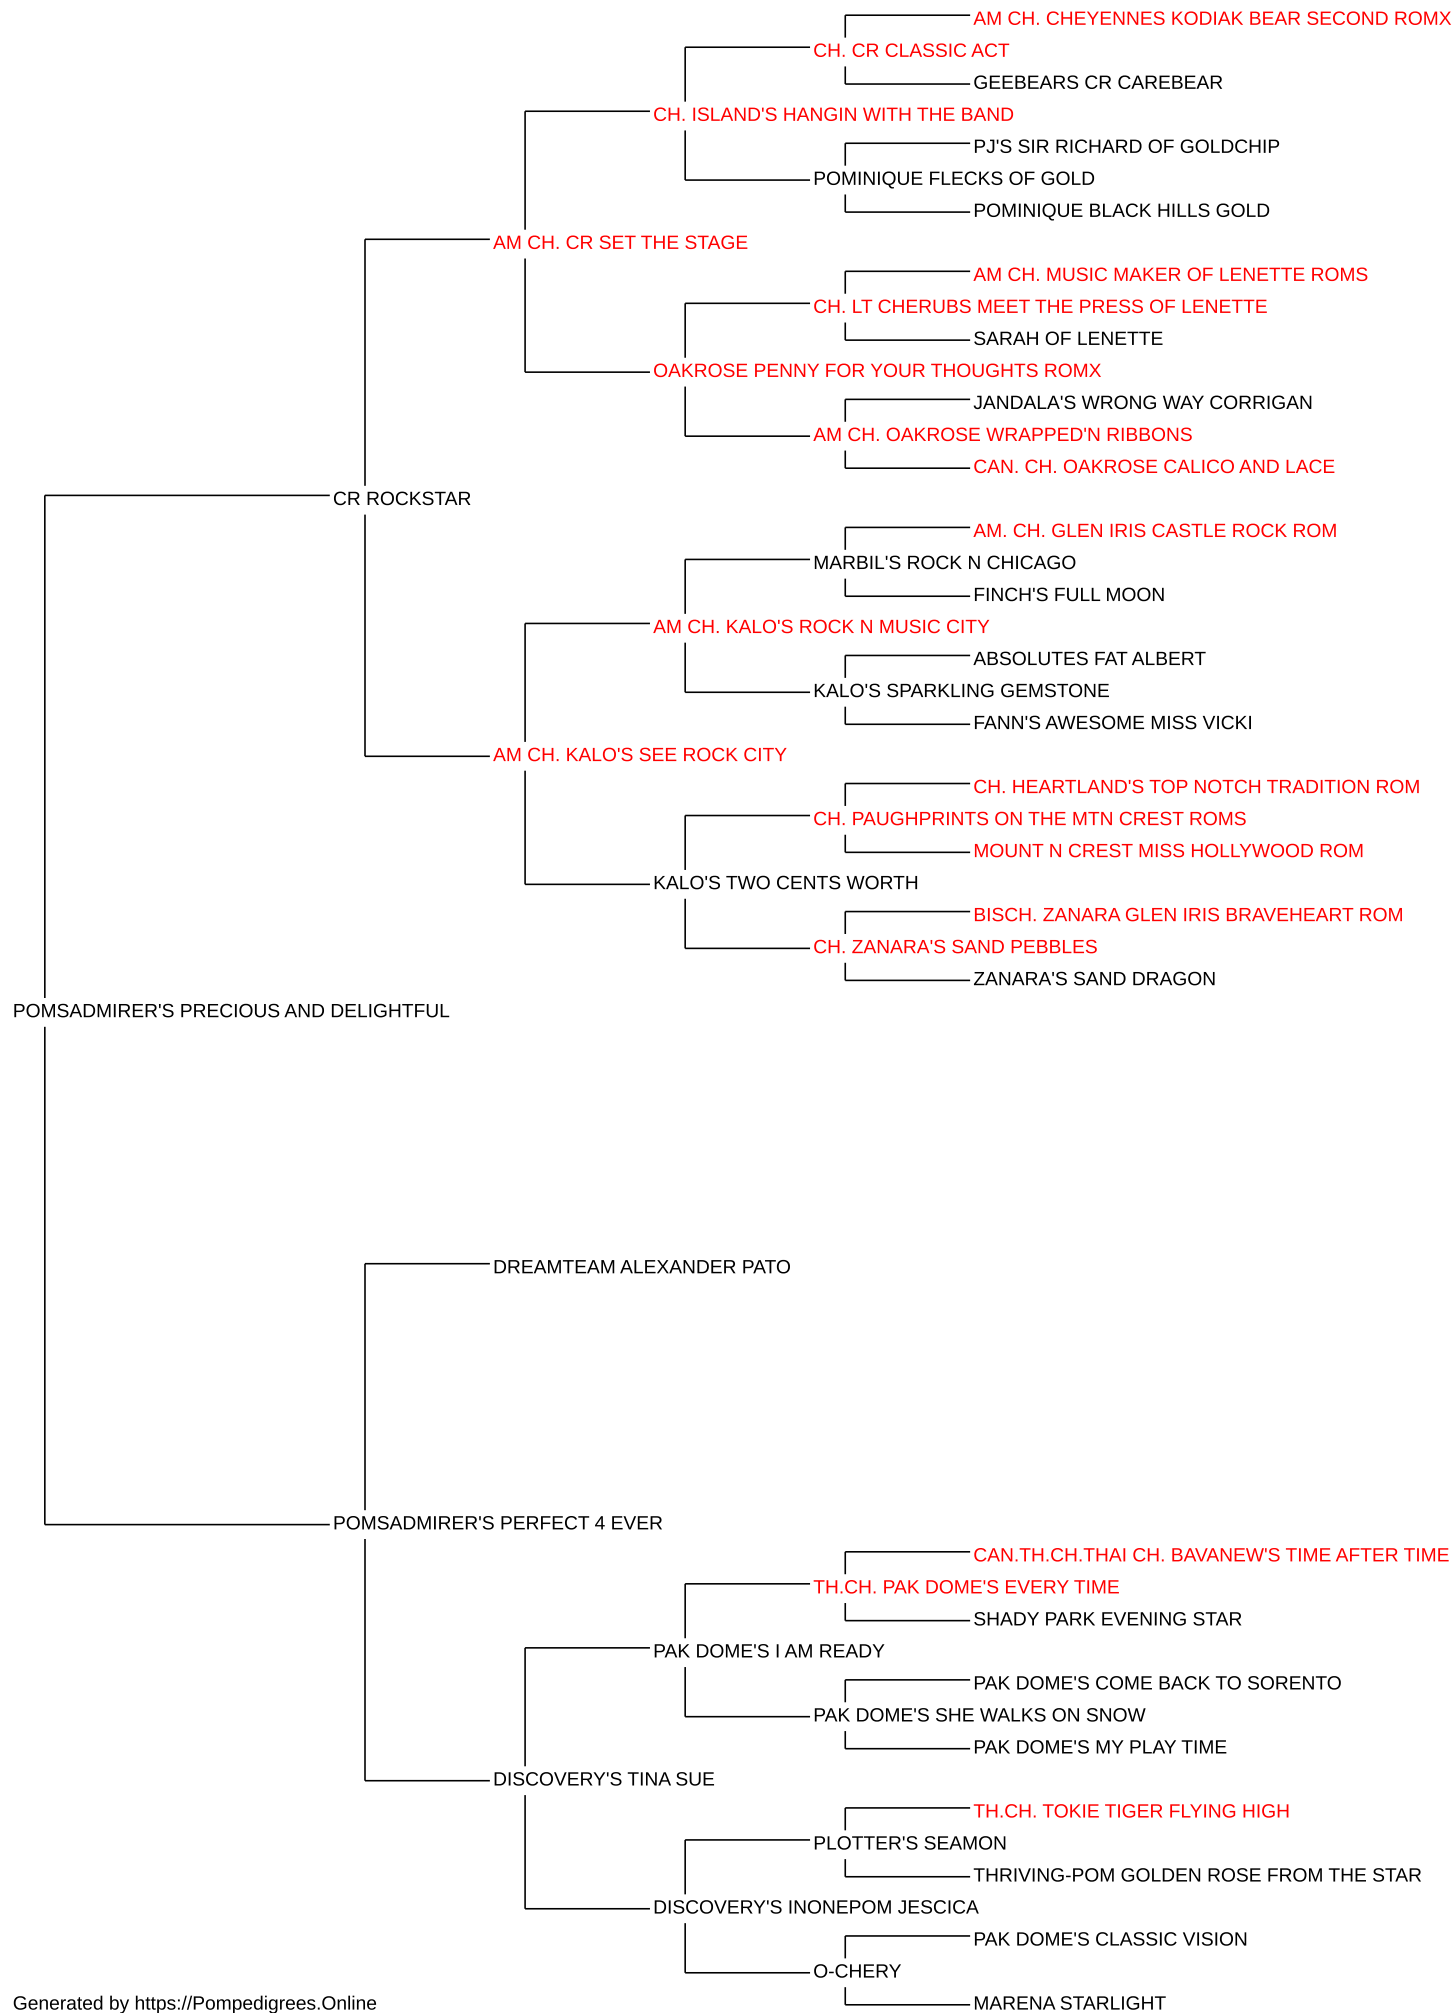 AM CH. CHEYENNES KODIAK BEAR SECOND ROMX
CH. CR CLASSIC ACT
GEEBEARS CR CAREBEAR
CH. ISLAND'S HANGIN WITH THE BAND
PJ'S SIR RICHARD OF GOLDCHIP
POMINIQUE FLECKS OF GOLD
POMINIQUE BLACK HILLS GOLD
AM CH. CR SET THE STAGE
AM CH. MUSIC MAKER OF LENETTE ROMS
CH. LT CHERUBS MEET THE PRESS OF LENETTE
SARAH OF LENETTE
OAKROSE PENNY FOR YOUR THOUGHTS ROMX
JANDALA'S WRONG WAY CORRIGAN
AM CH. OAKROSE WRAPPED'N RIBBONS
CAN. CH. OAKROSE CALICO AND LACE
CR ROCKSTAR
AM. CH. GLEN IRIS CASTLE ROCK ROM
MARBIL'S ROCK N CHICAGO
FINCH'S FULL MOON
AM CH. KALO'S ROCK N MUSIC CITY
ABSOLUTES FAT ALBERT
KALO'S SPARKLING GEMSTONE
FANN'S AWESOME MISS VICKI
AM CH. KALO'S SEE ROCK CITY
CH. HEARTLAND'S TOP NOTCH TRADITION ROM
CH. PAUGHPRINTS ON THE MTN CREST ROMS
MOUNT N CREST MISS HOLLYWOOD ROM
KALO'S TWO CENTS WORTH
BISCH. ZANARA GLEN IRIS BRAVEHEART ROM
CH. ZANARA'S SAND PEBBLES
ZANARA'S SAND DRAGON
POMSADMIRER'S PRECIOUS AND DELIGHTFUL
DREAMTEAM ALEXANDER PATO
POMSADMIRER'S PERFECT 4 EVER
CAN.TH.CH.THAI CH. BAVANEW'S TIME AFTER TIME
TH.CH. PAK DOME'S EVERY TIME
SHADY PARK EVENING STAR
PAK DOME'S I AM READY
PAK DOME'S COME BACK TO SORENTO
PAK DOME'S SHE WALKS ON SNOW
PAK DOME'S MY PLAY TIME
DISCOVERY'S TINA SUE
TH.CH. TOKIE TIGER FLYING HIGH
PLOTTER'S SEAMON
THRIVING-POM GOLDEN ROSE FROM THE STAR
DISCOVERY'S INONEPOM JESCICA
PAK DOME'S CLASSIC VISION
O-CHERY
MARENA STARLIGHT
Generated by https://Pompedigrees.Online